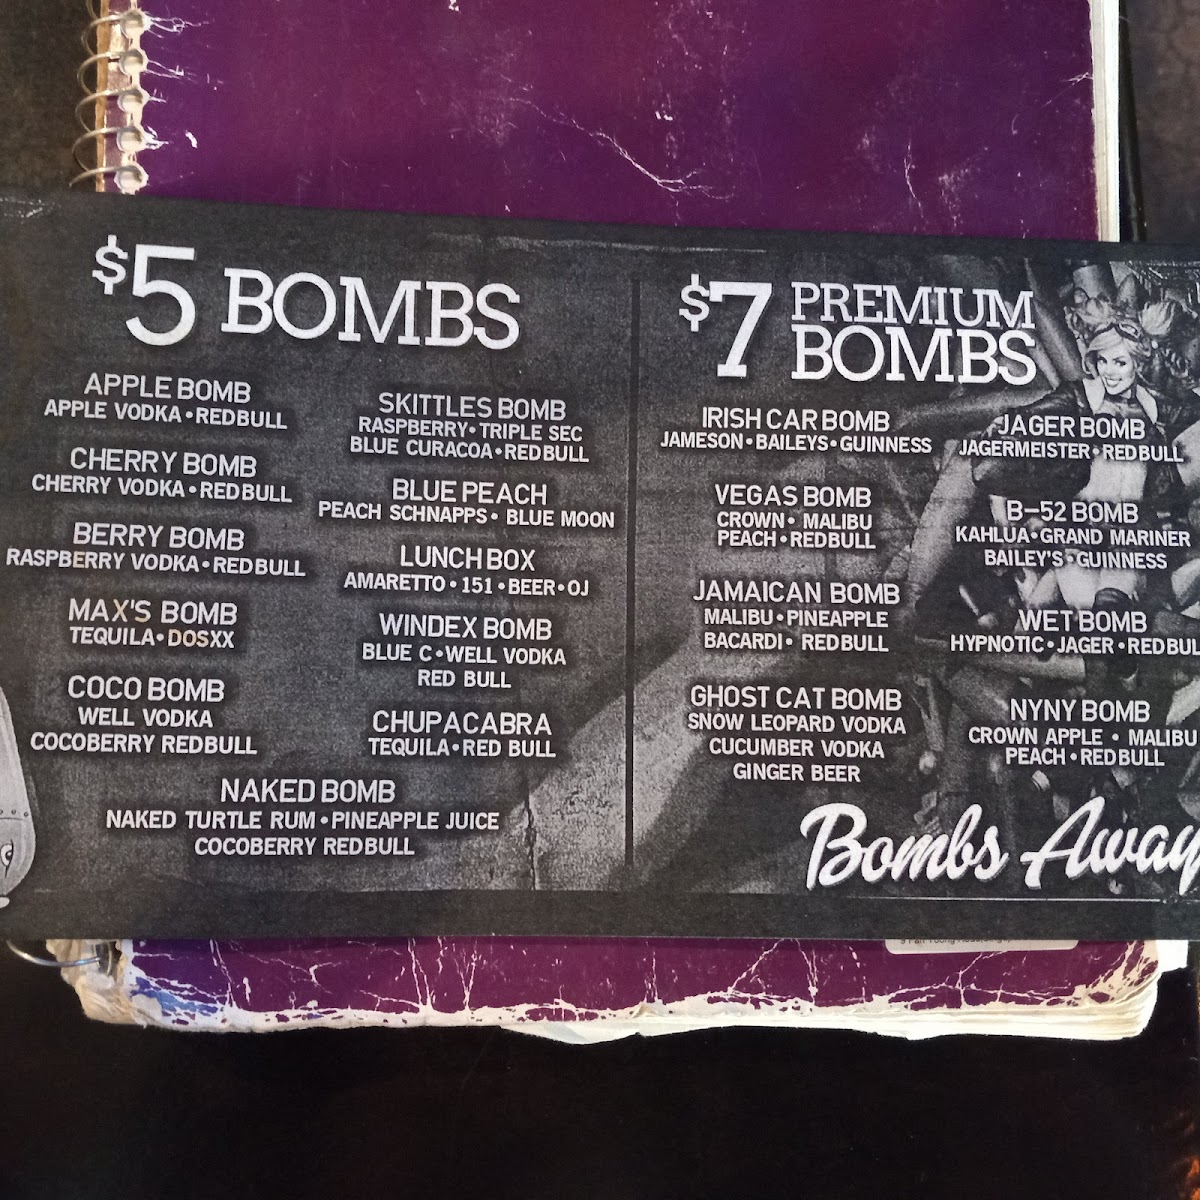 $5 BOMBS
APPLE BOMB
APPLE VODKA • REDBULL
CHERRY BOMB
CHERRY VODKA • REDBULL
BERRY BOMB
RASPBERRY VODKA • REDBULL
MAX'S BOMB
TEQUILA • DOSXX
COCO BOMB
WELL VODKA
COCOBERRY REDBULL
SKITTLES BOMB
RASPBERRY • TRIPLE SEC
BLUE CURACOA • REDBULL
BLUE PEACH
PEACH SCHNAPPS • BLUE MOON
LUNCH BOX
AMARETTO • 151 • BEER • OJ
WINDEX BOMB
BLUE C • WELL VODKA
RED BULL
CHUPACABRA
TEQUILA • RED BULL
NAKED BOMB
NAKED TURTLE RUM • PINEAPPLE JUICE
COCOBERRY REDBULL
$7 PREMIUM
BOMBS
IRISH CAR BOMB
JAMESON • BAILEYS • GUINNESS
VEGAS BOMB
CROWN • MALIBU
PEACH • REDBULL
JAMAICAN BOMB
MALIBU • PINEAPPLE
BACARDI • REDBULL
GHOST CAT BOMB
SNOW LEOPARD VODKA
CUCUMBER VODKA
GINGER BEER
JAGER BOMB
JAGERMEISTER • REDBULL
B-52 BOMB
KAHLUA • GRAND MARINER
BAILEY'S • GUINNESS
WET BOMB
HYPNOTIC • JAGER • REDBUL
NYNY BOMB
CROWN APPLE • MALIBU
PEACH • REDBULL
Bombs Away